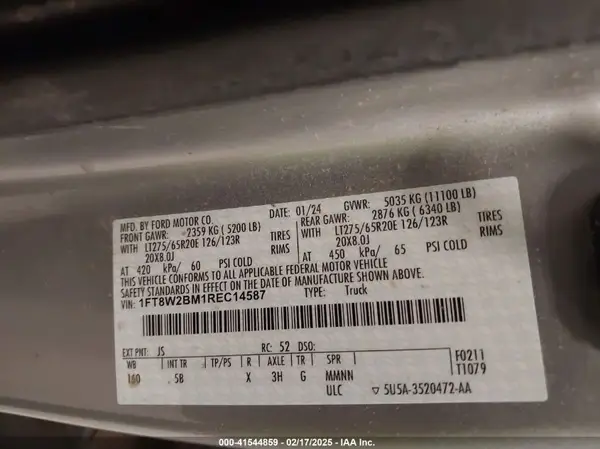 MFD. BY FORD MOTOR CO.
DATE: 01/24 GVWR: 5035 KG (11100 LB)
FRONT GAWR: 2359 KG (5200 LB) REAR GAWR: 2876 KG (6340 LB)
WITH LT275/65R20E 126/123R TIRES WITH LT275/65R20E 126/123R TIRES
20X8.0J RIMS 20X8.0J RIMS
AT 420 kPa/ 60 PSI COLD AT 450 kPa/ 65 PSI COLD
THIS VEHICLE CONFORMS TO ALL APPLICABLE FEDERAL MOTOR VEHICLE
SAFETY STANDARDS IN EFFECT ON THE DATE OF MANUFACTURE SHOWN ABOVE
VIN: 1FT8W2BM1REC14587 TYPE: Truck
EXT PNT: JS RC: 52 DSO:
WB INT TR TP/PS R AXLE TR SPR F0211
160 SB X 3H G MMNN T1079
ULC ▽ 5U5A-3520472-AA
000-41544859 - 02/17/2025 - IAA Inc.